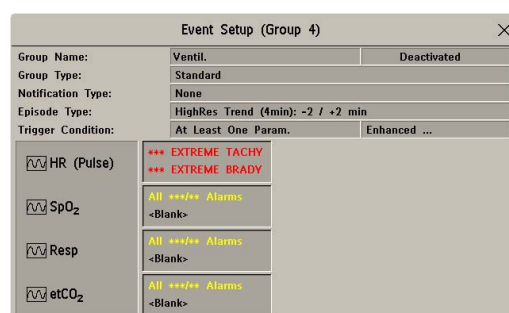 Event Setup (Group 4)
Group Name: Ventil. Deactivated
Group Type: Standard
Notification Type: None
Episode Type: HighRes Trend (4min): -2 / +2 min
Trigger Condition: At Least One Param. Enhanced ...
HR (Pulse) *** EXTREME TACHY
*** EXTREME BRADY
SpO₂ All ***/** Alarms
<Blank>
Resp All ***/** Alarms
<Blank>
etCO₂ All ***/** Alarms
<Blank>